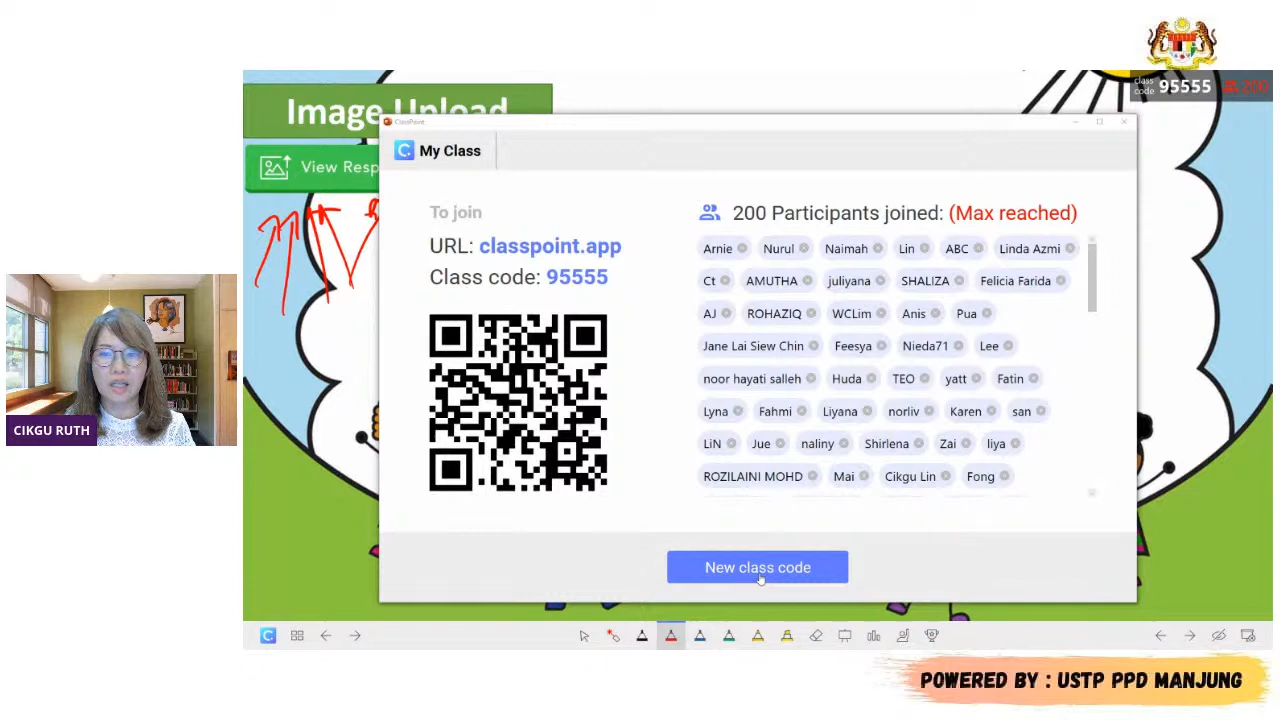 class code 95555 200
Image Upload
View Resp
ClassPoint
My Class
To join
URL: classpoint.app
Class code: 95555
200 Participants joined: (Max reached)
Arnie Nurul Naimah Lin ABC Linda Azmi
Ct AMUTHA juliyana SHALIZA Felicia Farida
AJ ROHAZIQ WCLim Anis Pua
Jane Lai Siew Chin Feesya Nieda71 Lee
noor hayati salleh Huda TEO yatt Fatin
Lyna Fahmi Liyana norliv Karen san
LiN Jue naliny Shirlena Zai liya
ROZILAINI MOHD Mai Cikgu Lin Fong
New class code
CIKGU RUTH
POWERED BY : USTP PPD MANJUNG